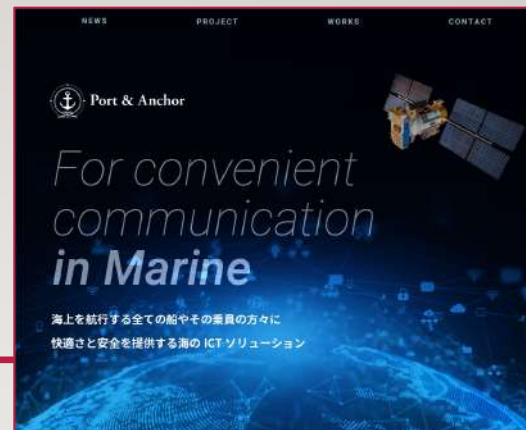 NEWS PROJECT WORKS CONTACT
Port & Anchor
For convenient
communication
in Marine
海上を航行する全ての船やその乗員の方々に
快適さと安全を提供する海の ICT ソリューション